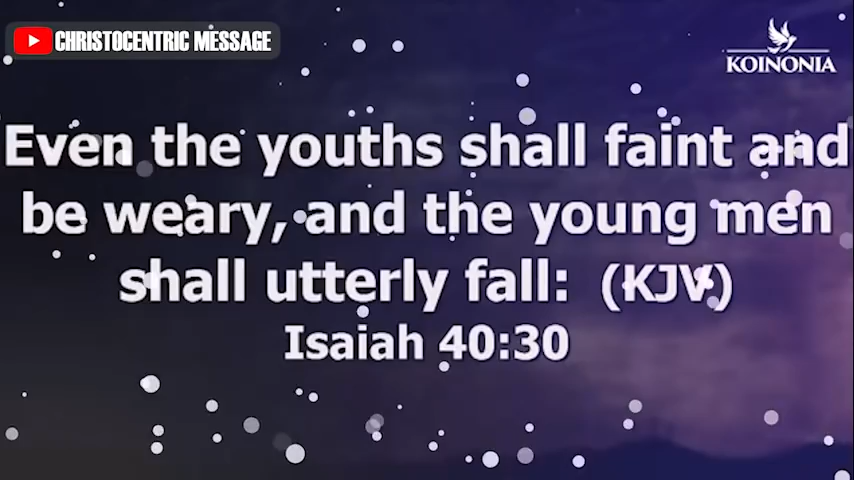 CHRISTOCENTRIC MESSAGE
KOINONIA
Even the youths shall faint and
be weary, and the young men
shall utterly fall: (KJV)
Isaiah 40:30